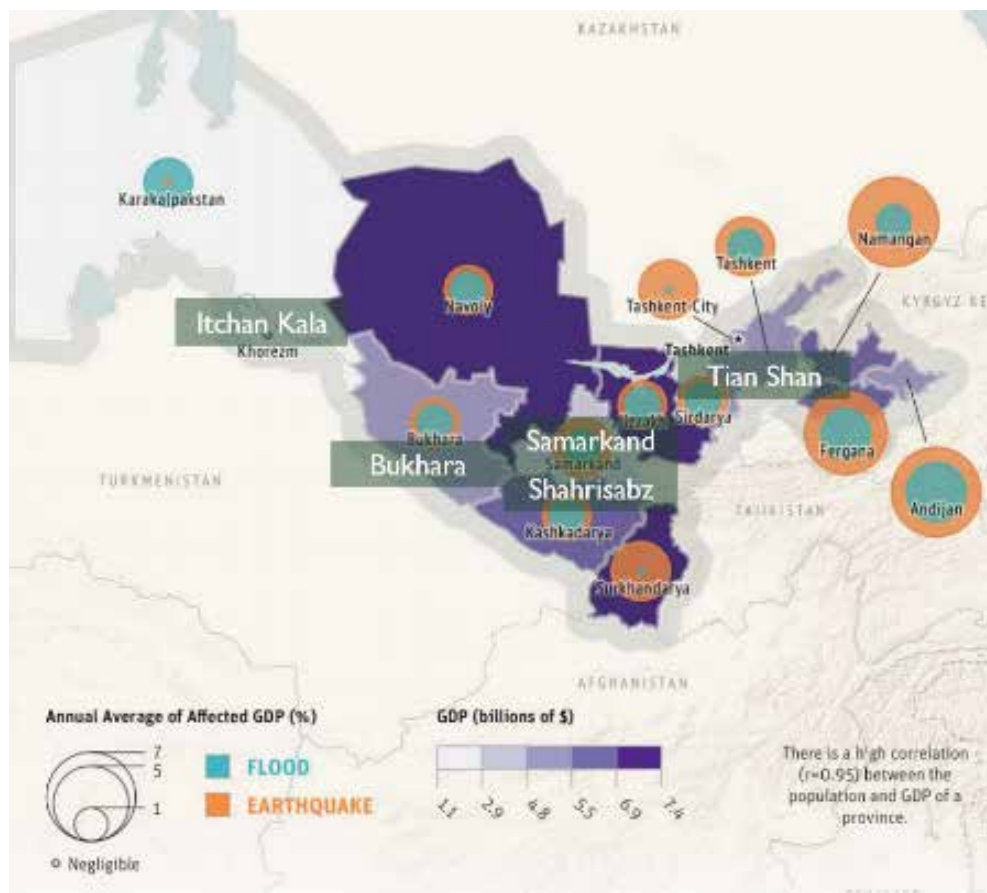 KAZAKHSTAN
Karakalpakstan
Namangan
Tashkent
Navoiy
Tashkent City
KYRGYZ RE
Itchan Kala
Khorezm
Tashkent
Tian Shan
Jizzakh
Sirdarya
Bukhara
Bukhara
Samarkand
Samarkand
Fergana
TURKMENISTAN
Shahrisabz
Andijan
TAJIKISTAN
Kashkadarya
Surkhandarya
AFGHANISTAN
Annual Average of Affected GDP (%)
7
5
1
Negligible
FLOOD
EARTHQUAKE
GDP (billions of $)
1.1 2.9 4.8 5.5 6.9 7.4
There is a high correlation
(r=0.95) between the
population and GDP of a
province.